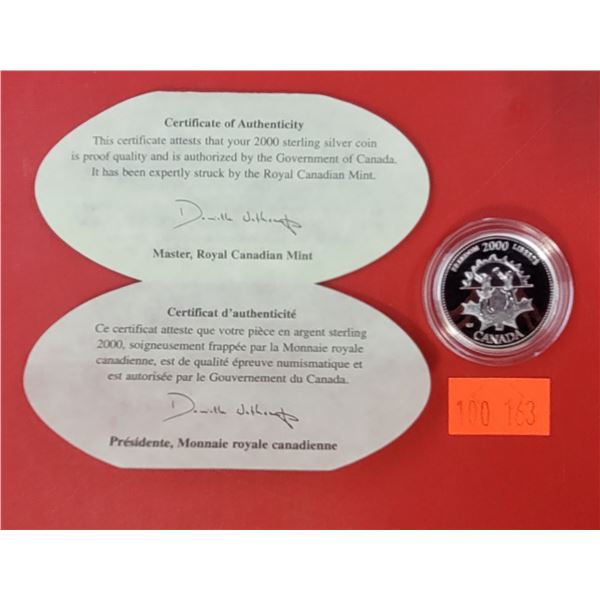 Certificate of Authenticity
This certificate attests that your 2000 sterling silver coin
is proof quality and is authorized by the Government of Canada.
It has been expertly struck by the Royal Canadian Mint.
Master, Royal Canadian Mint
Certificat d'authenticité
Ce certificat atteste que votre pièce en argent sterling
2000, soigneusement frappée par la Monnaie royale
canadienne, est de qualité épreuve numismatique et
est autorisée par le Gouvernement du Canada.
Présidente, Monnaie royale canadienne
FREEDOM 2000 LIBERTÉ
CANADA
100 163